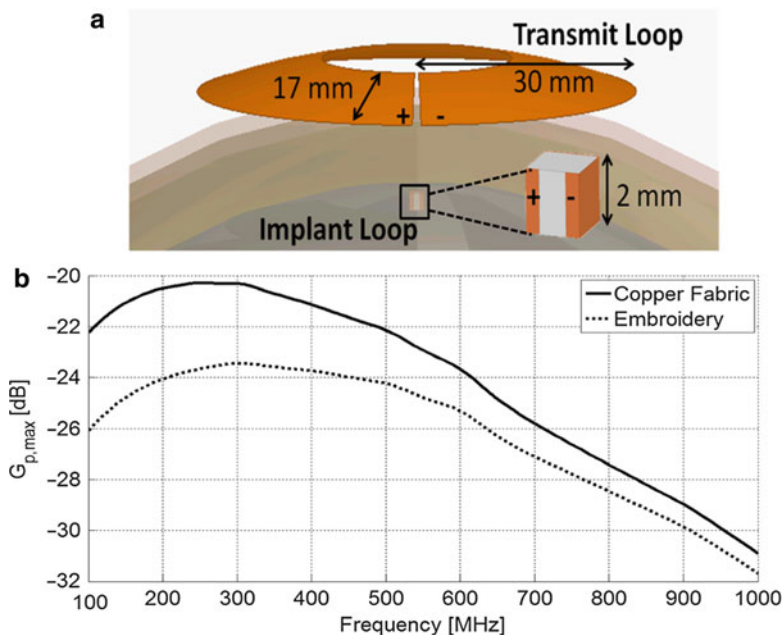 a
Transmit Loop
17 mm
30 mm
+ -
+ -
2 mm
Implant Loop
b
−20
Copper Fabric
Embroidery
−22
−24
−26
−28
−30
−32
Gp,max [dB]
100 200 300 400 500 600 700 800 900 1000
Frequency [MHz]